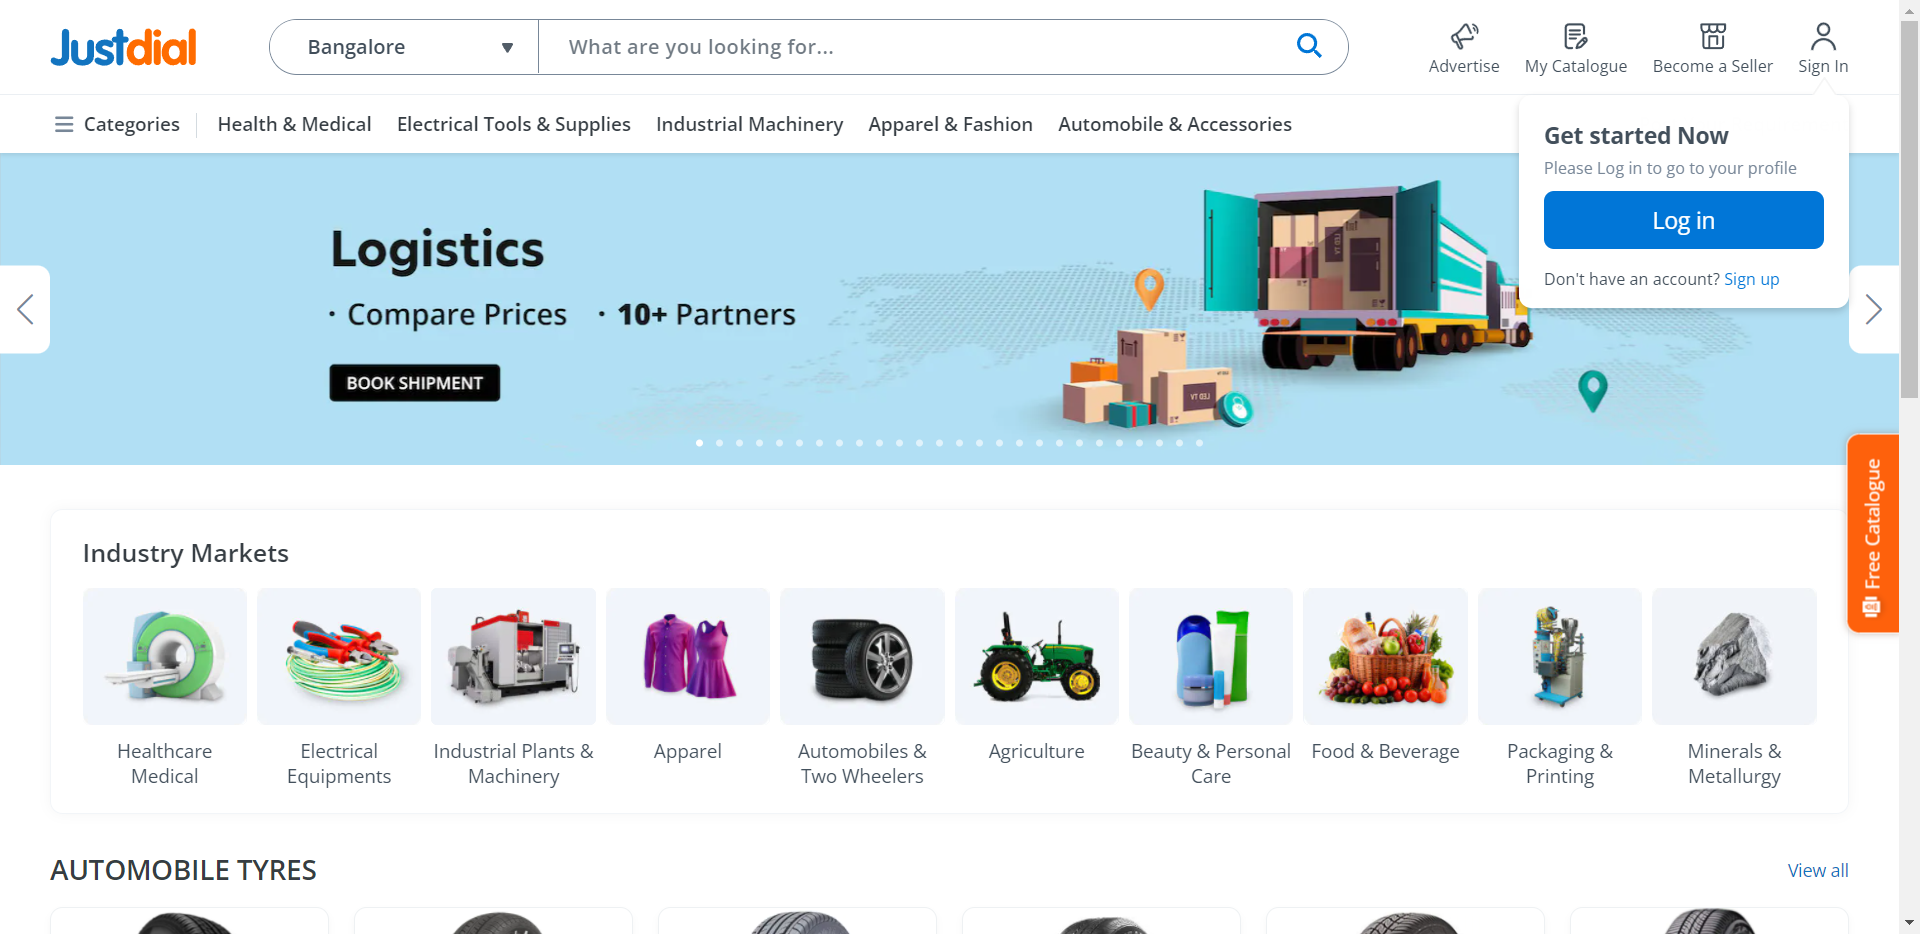 Justdial
Bangalore
What are you looking for...
Advertise
My Catalogue
Become a Seller
Sign In
Categories
Health & Medical
Electrical Tools & Supplies
Industrial Machinery
Apparel & Fashion
Automobile & Accessories
Get started Now
Please Log in to go to your profile
Log in
Don't have an account? Sign up
Logistics
· Compare Prices · 10+ Partners
BOOK SHIPMENT
Free Catalogue
Industry Markets
Healthcare
Medical
Electrical
Equipments
Industrial Plants &
Machinery
Apparel
Automobiles &
Two Wheelers
Agriculture
Beauty & Personal
Care
Food & Beverage
Packaging &
Printing
Minerals &
Metallurgy
AUTOMOBILE TYRES
View all